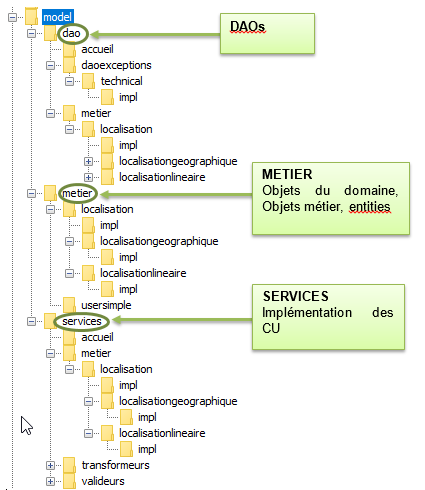 model
dao
DAOs
accueil
daoexceptions
technical
impl
metier
localisation
impl
localisationgeographique
localisationlineaire
metier
METIER
Objets du domaine,
Objets métier, entities
localisation
impl
localisationgeographique
impl
localisationlineaire
impl
usersimple
services
SERVICES
Implémentation des
CU
accueil
metier
localisation
impl
localisationgeographique
impl
localisationlineaire
impl
transformeurs
valideurs